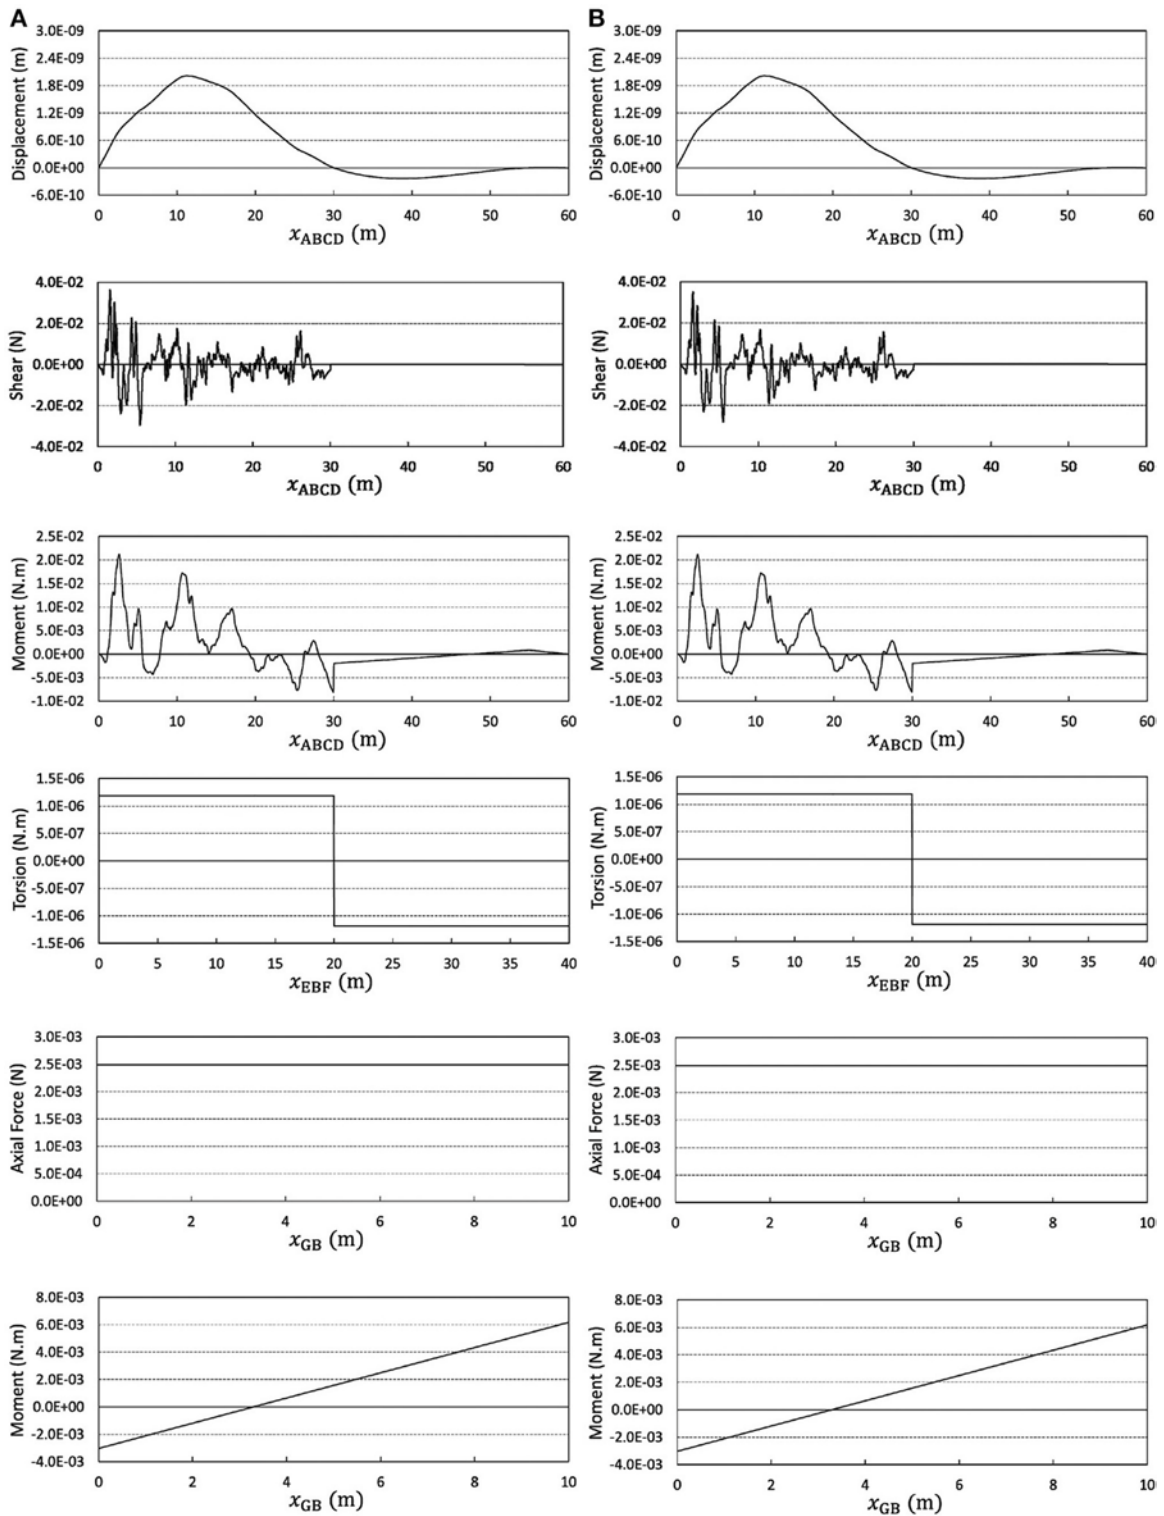 A
3.0E-09
2.4E-09
1.8E-09
1.2E-09
6.0E-10
0.0E+00
-6.0E-10
Displacement (m)
0 10 20 30 40 50 60
xABCD (m)
B
3.0E-09
2.4E-09
1.8E-09
1.2E-09
6.0E-10
0.0E+00
-6.0E-10
Displacement (m)
0 10 20 30 40 50 60
xABCD (m)
4.0E-02
2.0E-02
0.0E+00
-2.0E-02
-4.0E-02
Shear (N)
0 10 20 30 40 50 60
xABCD (m)
4.0E-02
2.0E-02
0.0E+00
-2.0E-02
-4.0E-02
Shear (N)
0 10 20 30 40 50 60
xABCD (m)
2.5E-02
2.0E-02
1.5E-02
1.0E-02
5.0E-03
0.0E+00
-5.0E-03
-1.0E-02
Moment (N.m)
0 10 20 30 40 50 60
xABCD (m)
2.5E-02
2.0E-02
1.5E-02
1.0E-02
5.0E-03
0.0E+00
-5.0E-03
-1.0E-02
Moment (N.m)
0 10 20 30 40 50 60
xABCD (m)
1.5E-06
1.0E-06
5.0E-07
0.0E+00
-5.0E-07
-1.0E-06
-1.5E-06
Torsion (N.m)
0 5 10 15 20 25 30 35 40
xEBF (m)
1.5E-06
1.0E-06
5.0E-07
0.0E+00
-5.0E-07
-1.0E-06
-1.5E-06
Torsion (N.m)
0 5 10 15 20 25 30 35 40
xEBF (m)
3.0E-03
2.5E-03
2.0E-03
1.5E-03
1.0E-03
5.0E-04
0.0E+00
Axial Force (N)
0 2 4 6 8 10
xGB (m)
3.0E-03
2.5E-03
2.0E-03
1.5E-03
1.0E-03
5.0E-04
0.0E+00
Axial Force (N)
0 2 4 6 8 10
xGB (m)
8.0E-03
6.0E-03
4.0E-03
2.0E-03
0.0E+00
-2.0E-03
-4.0E-03
Moment (N.m)
0 2 4 6 8 10
xGB (m)
8.0E-03
6.0E-03
4.0E-03
2.0E-03
0.0E+00
-2.0E-03
-4.0E-03
Moment (N.m)
0 2 4 6 8 10
xGB (m)